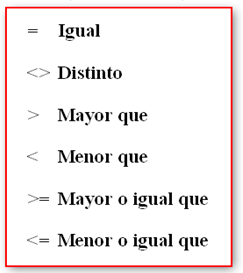 = Igual
<> Distinto
> Mayor que
< Menor que
>= Mayor o igual que
<= Menor o igual que